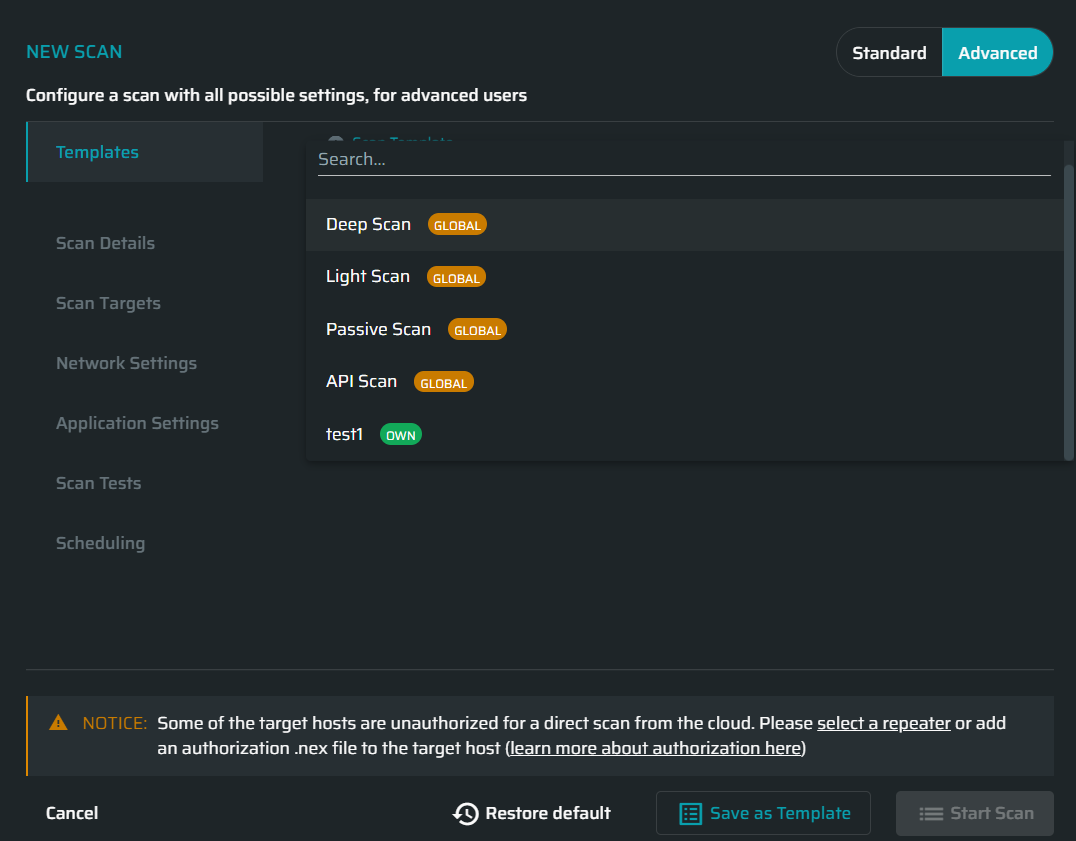 NEW SCAN
Standard
Advanced
Configure a scan with all possible settings, for advanced users
Templates
Scan Template
Search...
Deep Scan GLOBAL
Light Scan GLOBAL
Passive Scan GLOBAL
API Scan GLOBAL
test1 OWN
Scan Details
Scan Targets
Network Settings
Application Settings
Scan Tests
Scheduling
NOTICE: Some of the target hosts are unauthorized for a direct scan from the cloud. Please select a repeater or add
an authorization .nex file to the target host (learn more about authorization here)
Cancel
Restore default
Save as Template
Start Scan